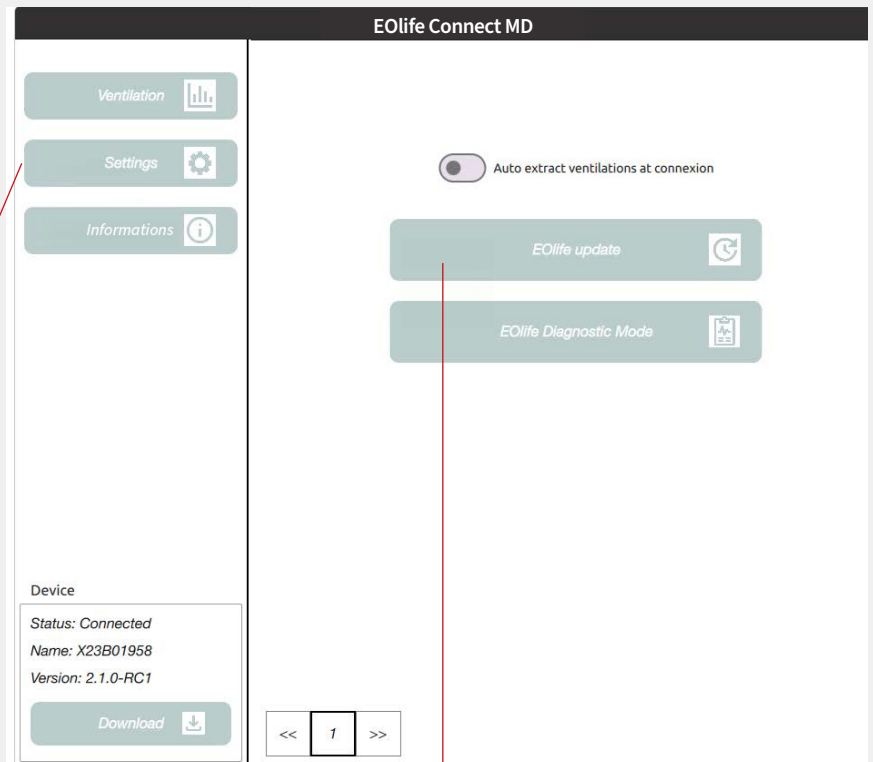 EOlife Connect MD
Ventilation
Settings
Informations
Auto extract ventilations at connexion
EOlife update
EOlife Diagnostic Mode
Device
Status: Connected
Name: X23B01958
Version: 2.1.0-RC1
Download
<< 1 >>